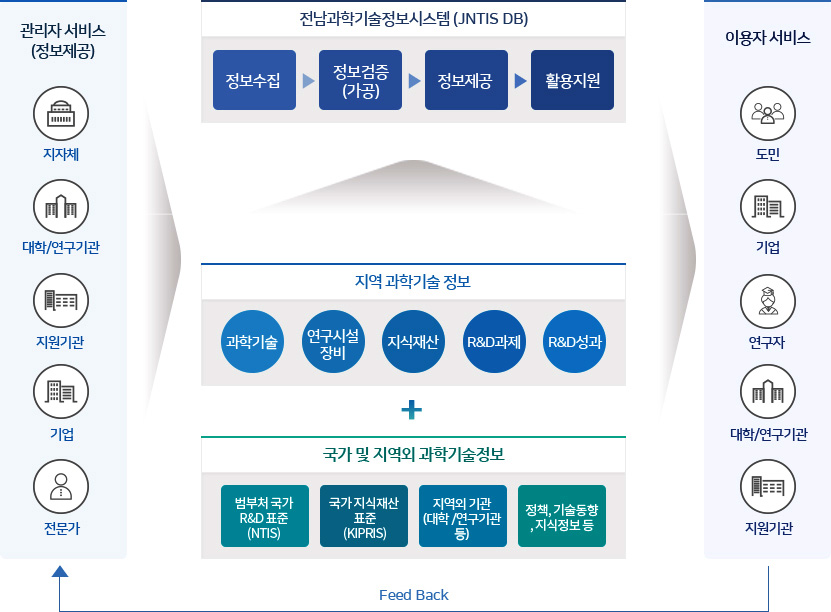 관리자 서비스
(정보제공)
지자체
대학/연구기관
지원기관
기업
전문가
전남과학기술정보시스템 (JNTIS DB)
정보수집
정보검증
(가공)
정보제공
활용지원
지역 과학기술 정보
과학기술
연구시설
장비
지식재산
R&D과제
R&D성과
+
국가 및 지역외 과학기술정보
범부처 국가
R&D 표준
(NTIS)
국가 지식재산
표준
(KIPRIS)
지역외 기관
(대학 /연구기관
등)
정책, 기술동향
, 지식정보 등
이용자 서비스
도민
기업
연구자
대학/연구기관
지원기관
Feed Back